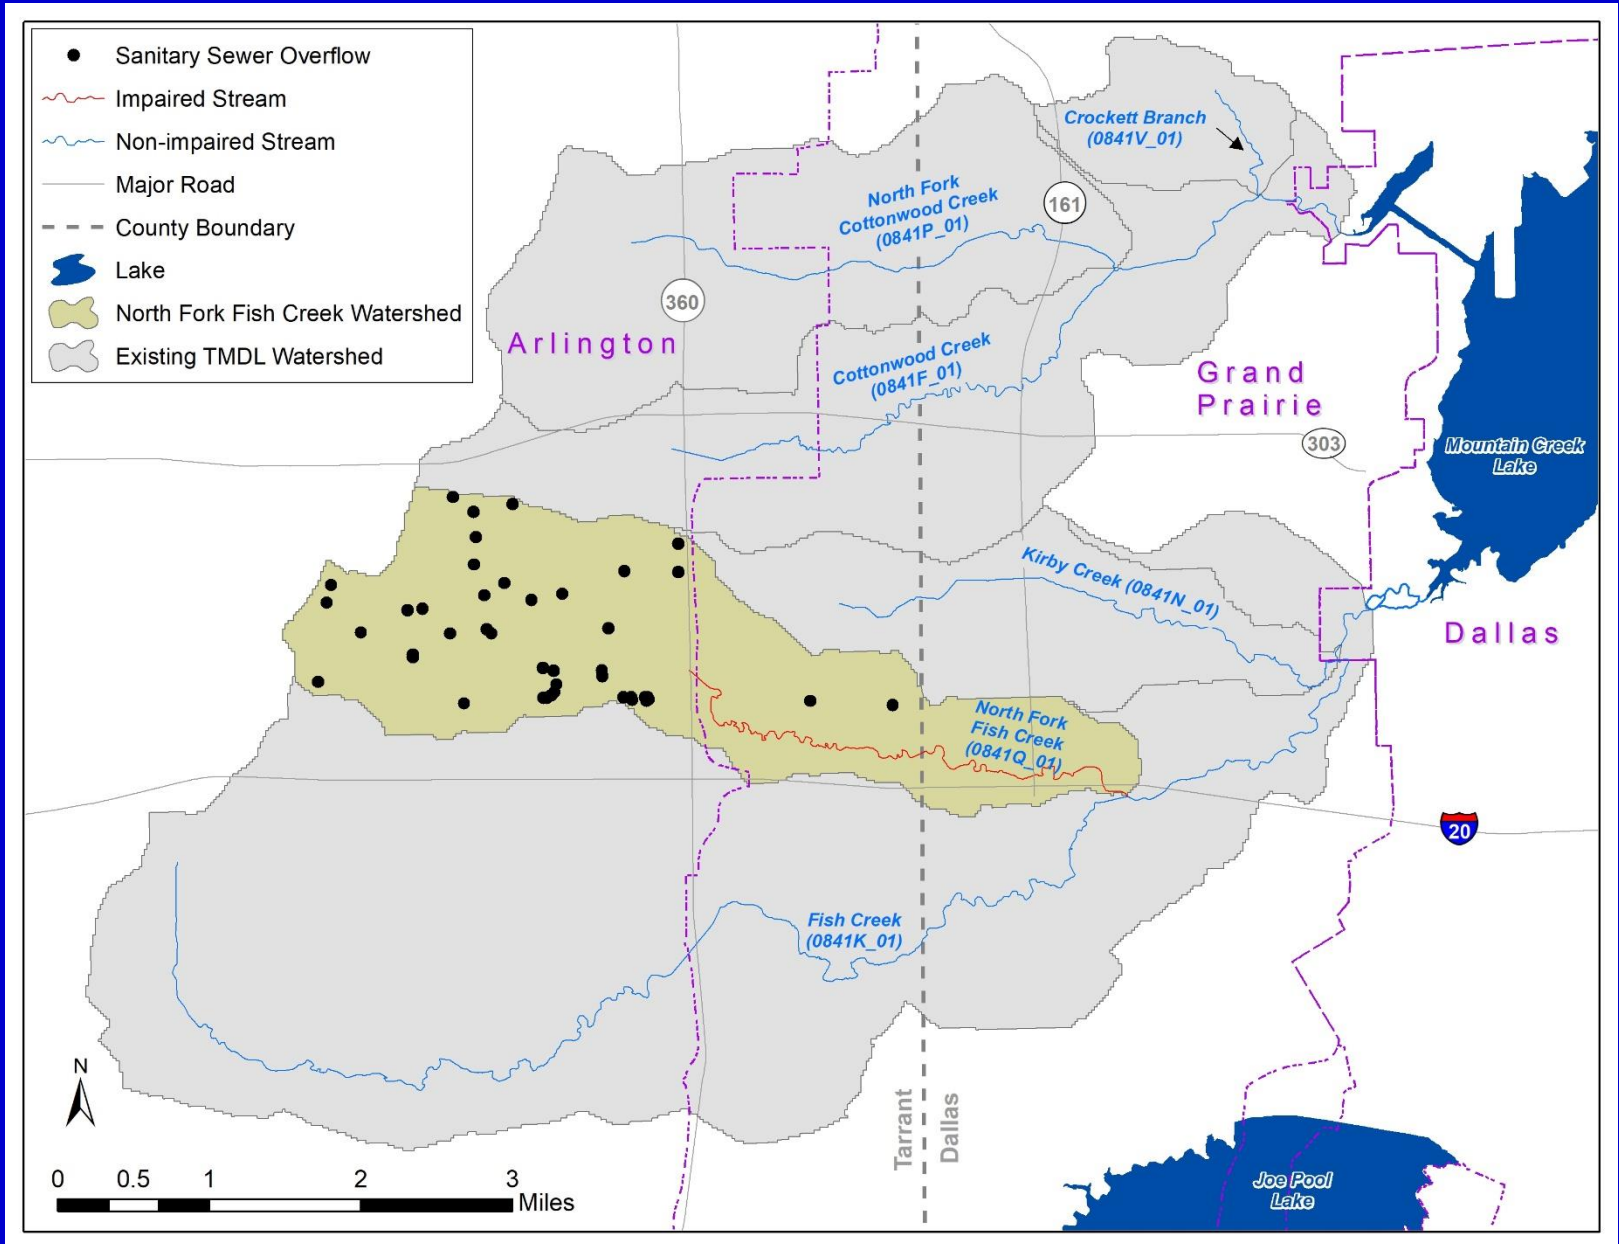 Sanitary Sewer Overflow
Impaired Stream
Non-impaired Stream
Major Road
County Boundary
Lake
North Fork Fish Creek Watershed
Existing TMDL Watershed
Crockett Branch
(0841V_01)
North Fork
Cottonwood Creek
(0841P_01)
161
360
Arlington
Cottonwood Creek
(0841F_01)
Grand
Prairie
303
Mountain Creek
Lake
Kirby Creek (0841N_01)
Dallas
North Fork
Fish Creek
(0841Q_01)
20
Fish Creek
(0841K_01)
N
Tarrant
Dallas
0 0.5 1 2 3
Miles
Joe Pool
Lake